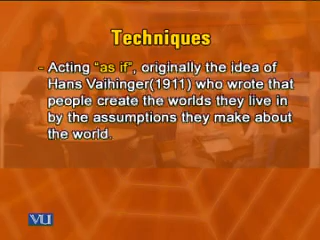 Techniques
- Acting "as if", originally the idea of
Hans Vaihinger(1911) who wrote that
people create the worlds they live in
by the assumptions they make about
the world.
VU